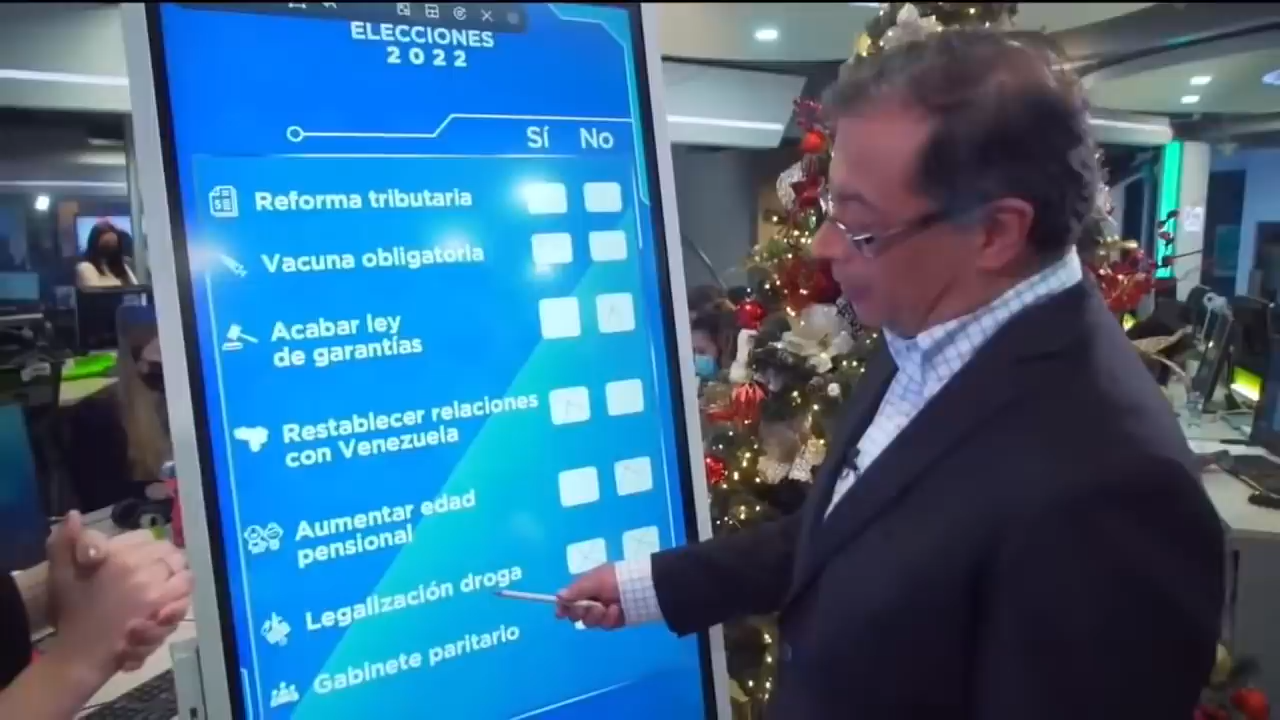 ELECCIONES
2022
Sí No
Reforma tributaria
Vacuna obligatoria
Acabar ley
de garantías
Restablecer relaciones
con Venezuela
Aumentar edad
pensional
Legalización droga
Gabinete paritario